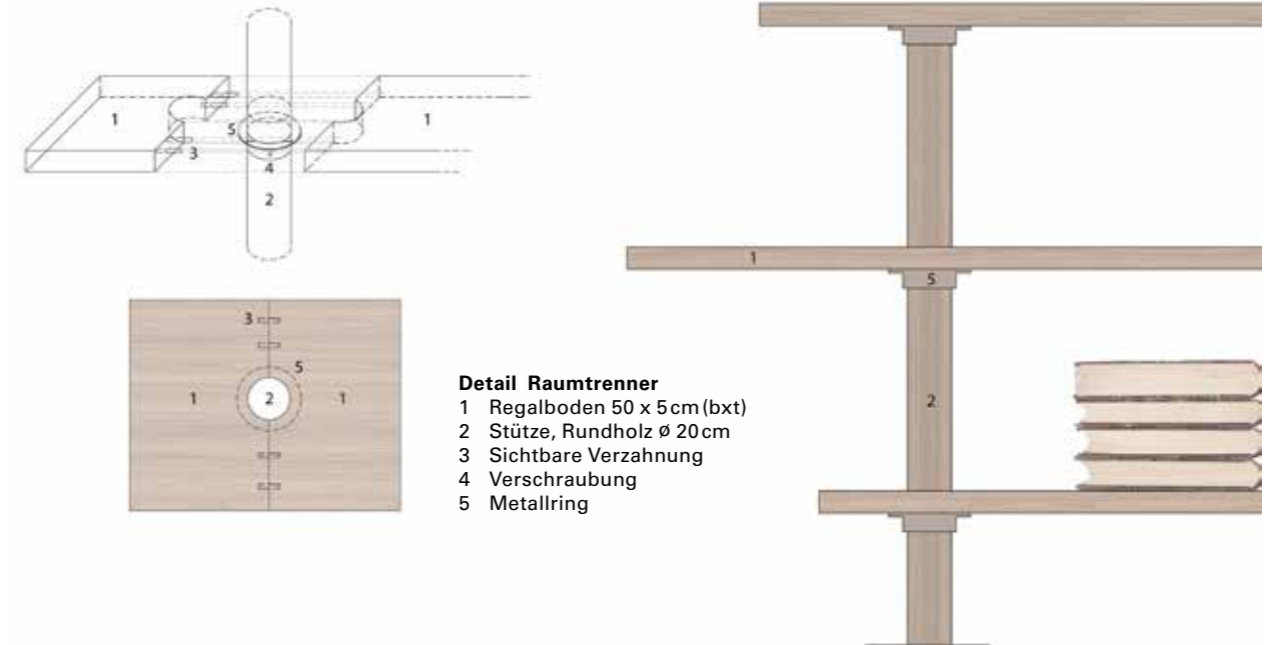 1
1
5
3
4
2
1
5
3
5
1
2
1
2
Detail Raumtrenner
1 Regalboden 50 x 5 cm (bxt)
2 Stütze, Rundholz ø 20 cm
3 Sichtbare Verzahnung
4 Verschraubung
5 Metallring